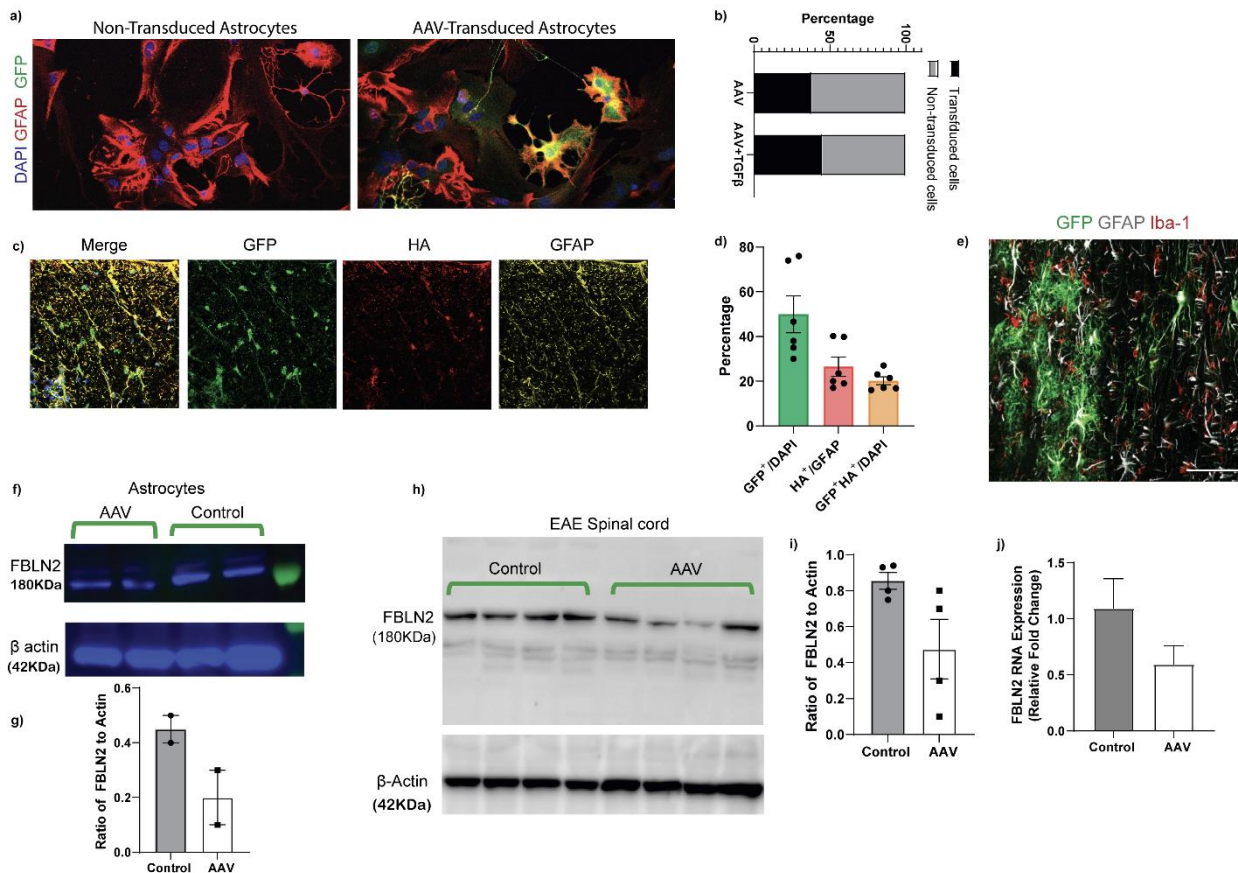 a)
Non-Transduced Astrocytes
AAV-Transduced Astrocytes
DAPI GFAP GFP
b)
Percentage
0
05
100
AAV
AAV+TGFβ
Transfduced cells
Non-transduced cells
c)
Merge
GFP
HA
GFAP
d)
Percentage
80
60
40
20
0
GFP+/DAPI
HA+/GFAP
GFP+HA+/DAPI
e)
GFP GFAP Iba-1
f)
Astrocytes
AAV
Control
FBLN2
180KDa
β actin
(42KDa)
g)
Ratio of FBLN2 to Actin
0.6
0.4
0.2
0.0
Control
AAV
h)
EAE Spinal cord
Control
AAV
FBLN2
(180KDa)
β-Actin
(42KDa)
i)
Ratio of FBLN2 to Actin
1.0
0.8
0.6
0.4
0.2
0.0
Control
AAV
j)
FBLN2 RNA Expression
(Relative Fold Change)
1.5
1.0
0.5
0.0
Control
AAV